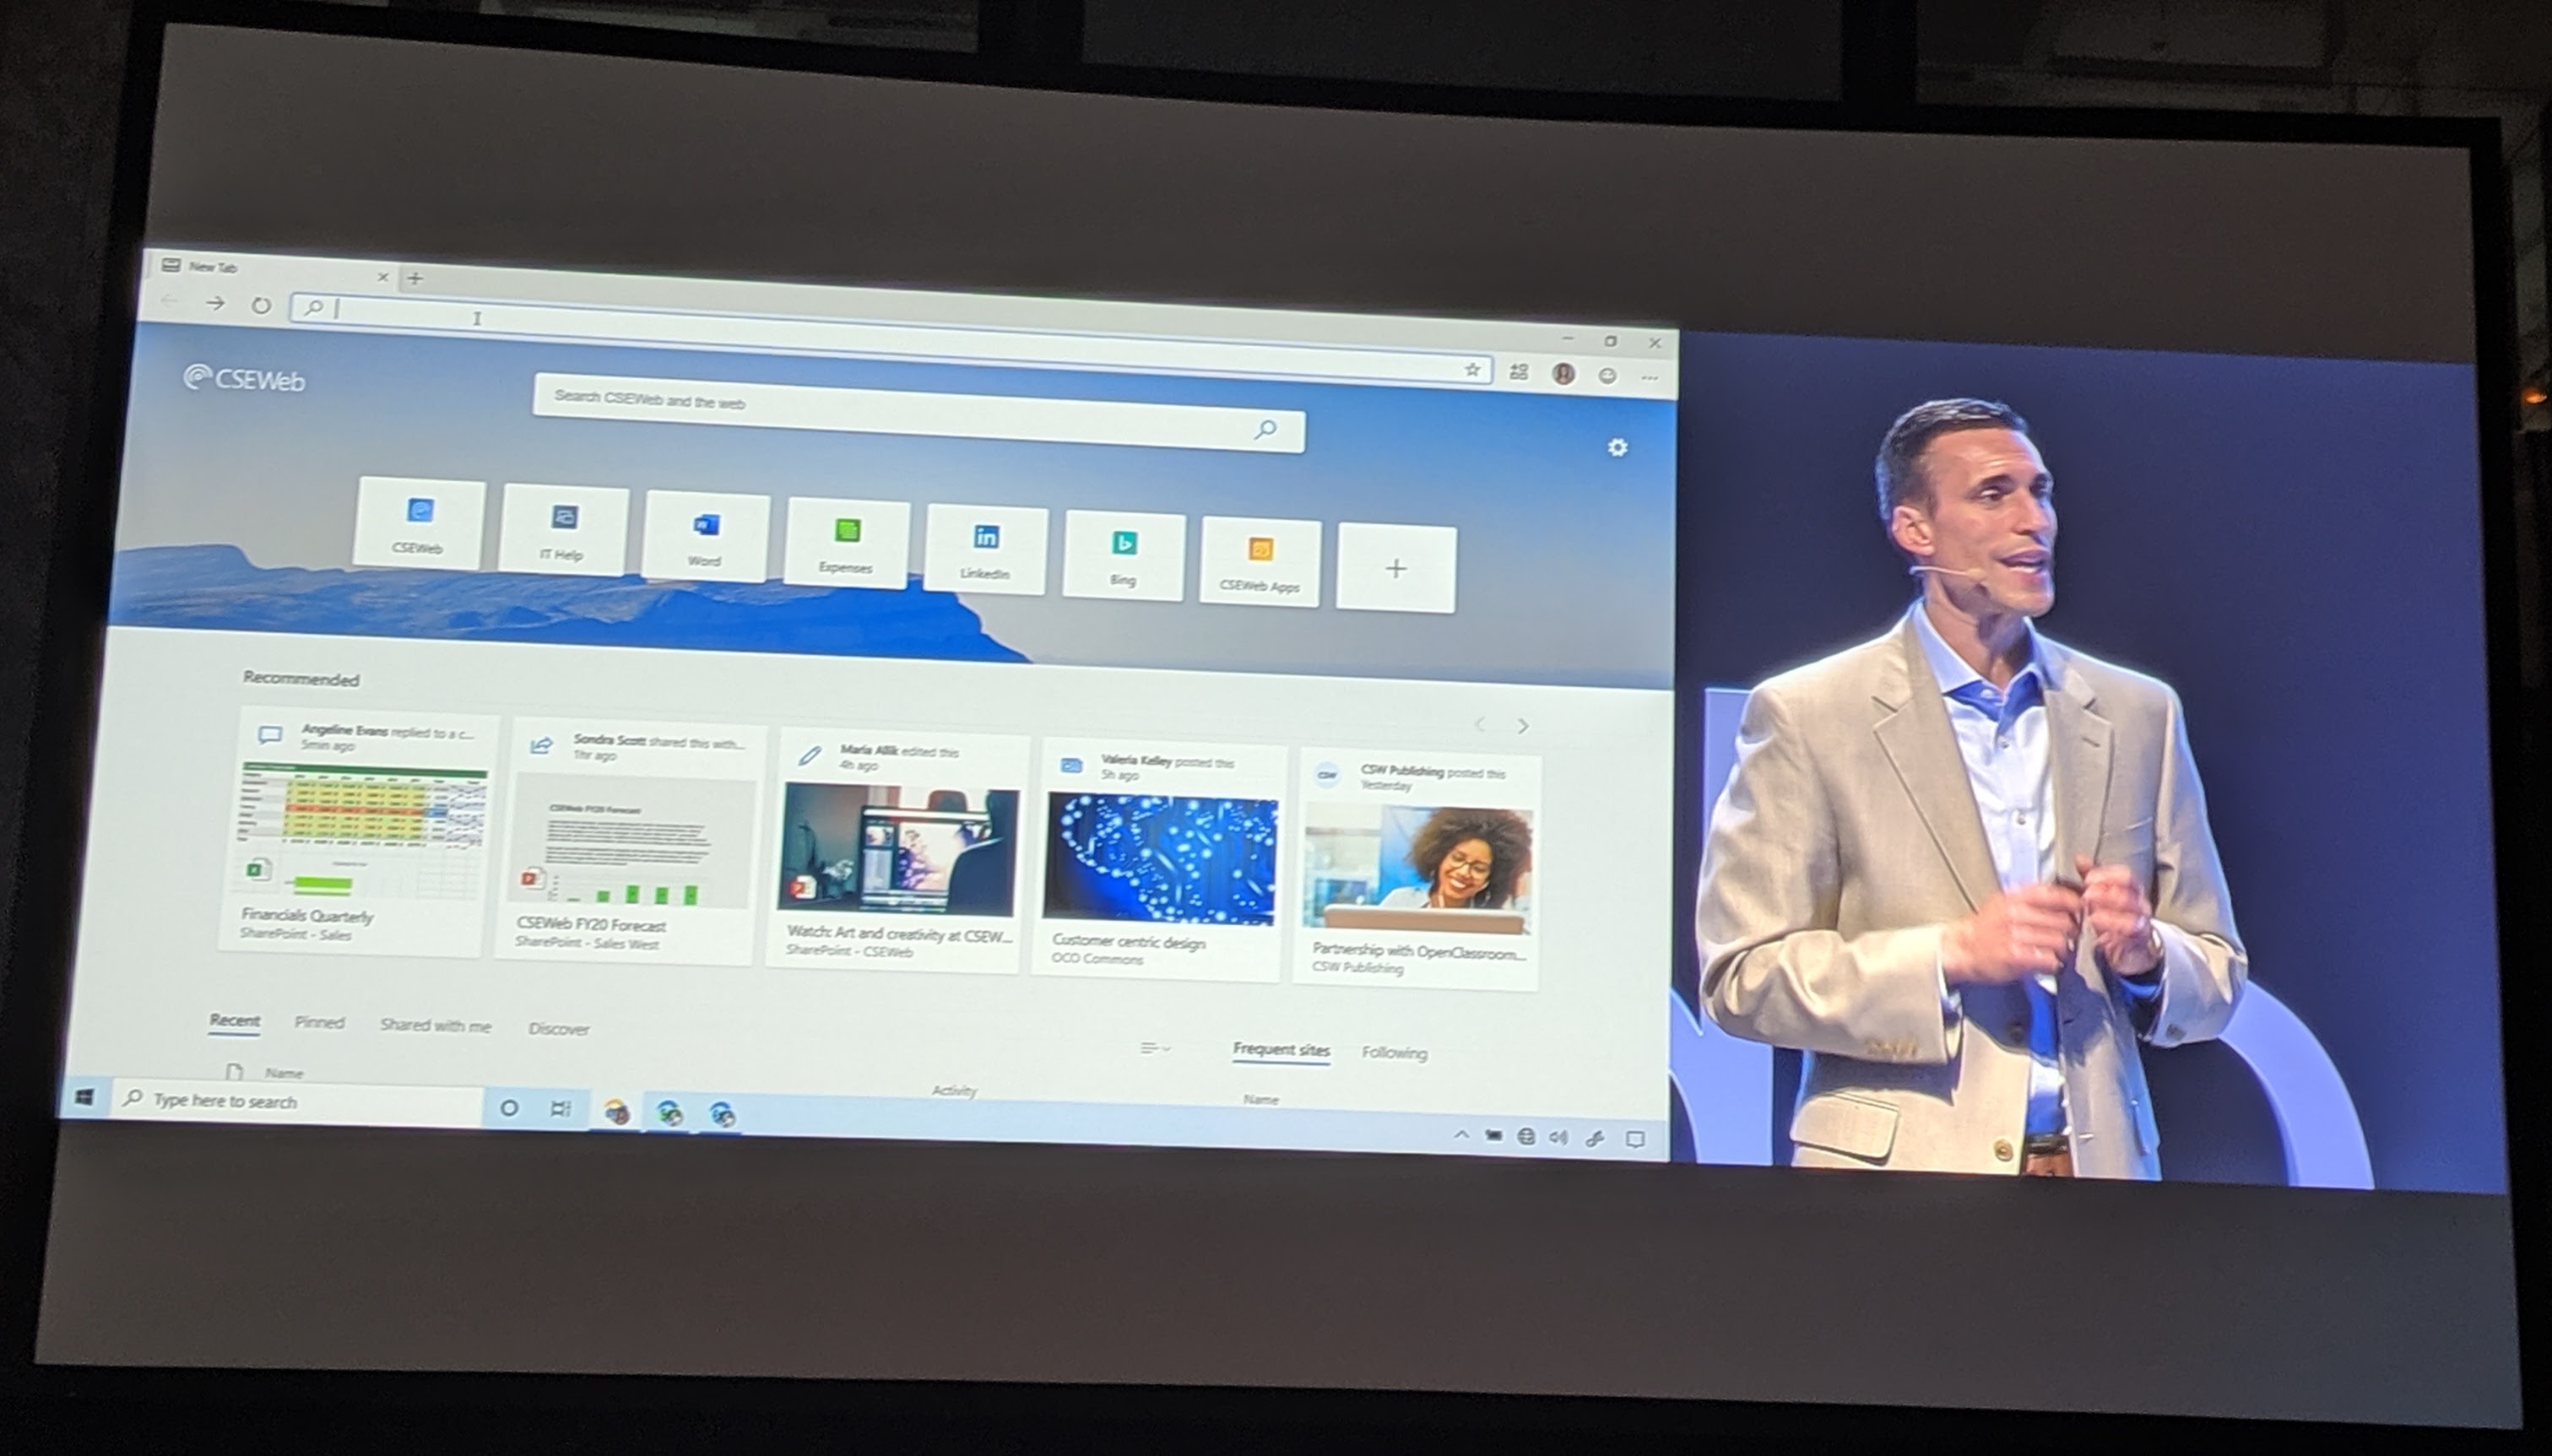 New Tab
CSEWeb
Search CSEWeb and the web
CSEWeb
IT Help
Word
Expenses
LinkedIn
Bing
CSEWeb Apps
Recommended
Angeline Evans replied to a c...
5min ago
Financials Quarterly
SharePoint - Sales
Sondra Scott shared this with...
1hr ago
CSEWeb FY20 Forecast
CSEWeb FY20 Forecast
SharePoint - Sales West
Maria Allik edited this
4h ago
Watch: Art and creativity at CSEW...
SharePoint - CSEWeb
Valeria Kelley posted this
5h ago
Customer centric design
OCO Commons
CSW
CSW Publishing posted this
Yesterday
Partnership with OpenClassroom...
CSW Publishing
Recent
Pinned
Shared with me
Discover
Frequent sites
Following
Name
Activity
Name
Type here to search